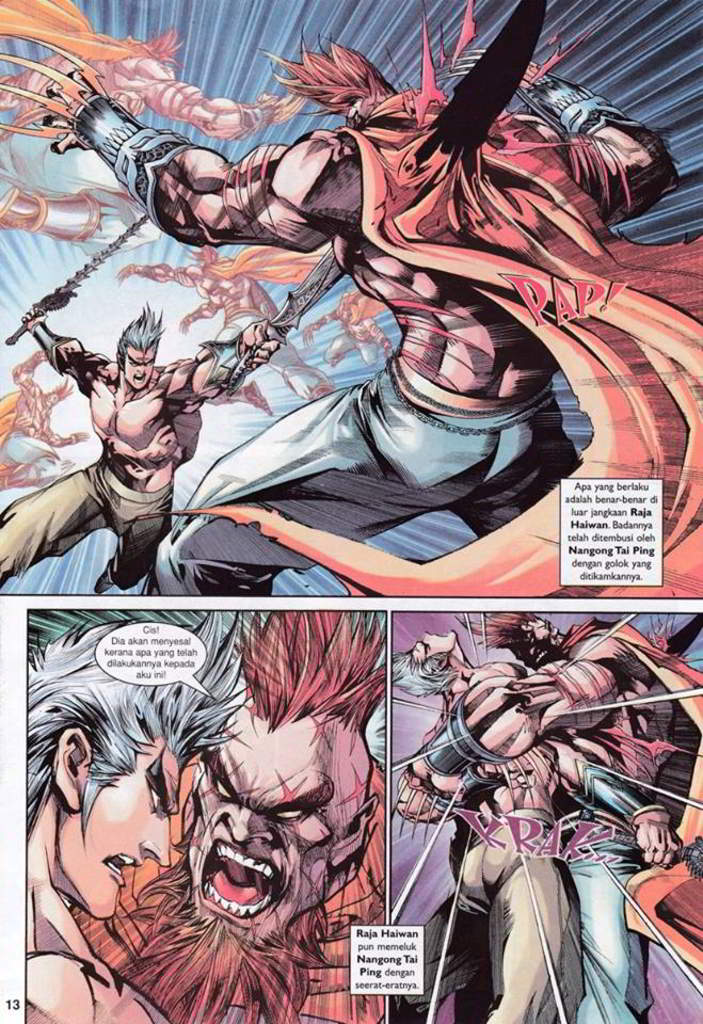 PAP!
Apa yang berlaku
adalah benar-benar di
luar jangkaan Raja
Haiwan. Badannya
telah ditembusi oleh
Nangong Tai Ping
dengan golok yang
ditikamkannya.
Cis!
Dia akan menyesal
kerana apa yang telah
dilakukannya kepada
aku ini!
KRAK...
Raja Haiwan
pun memeluk
Nangong Tai
Ping dengan
seerat-eratnya.
13